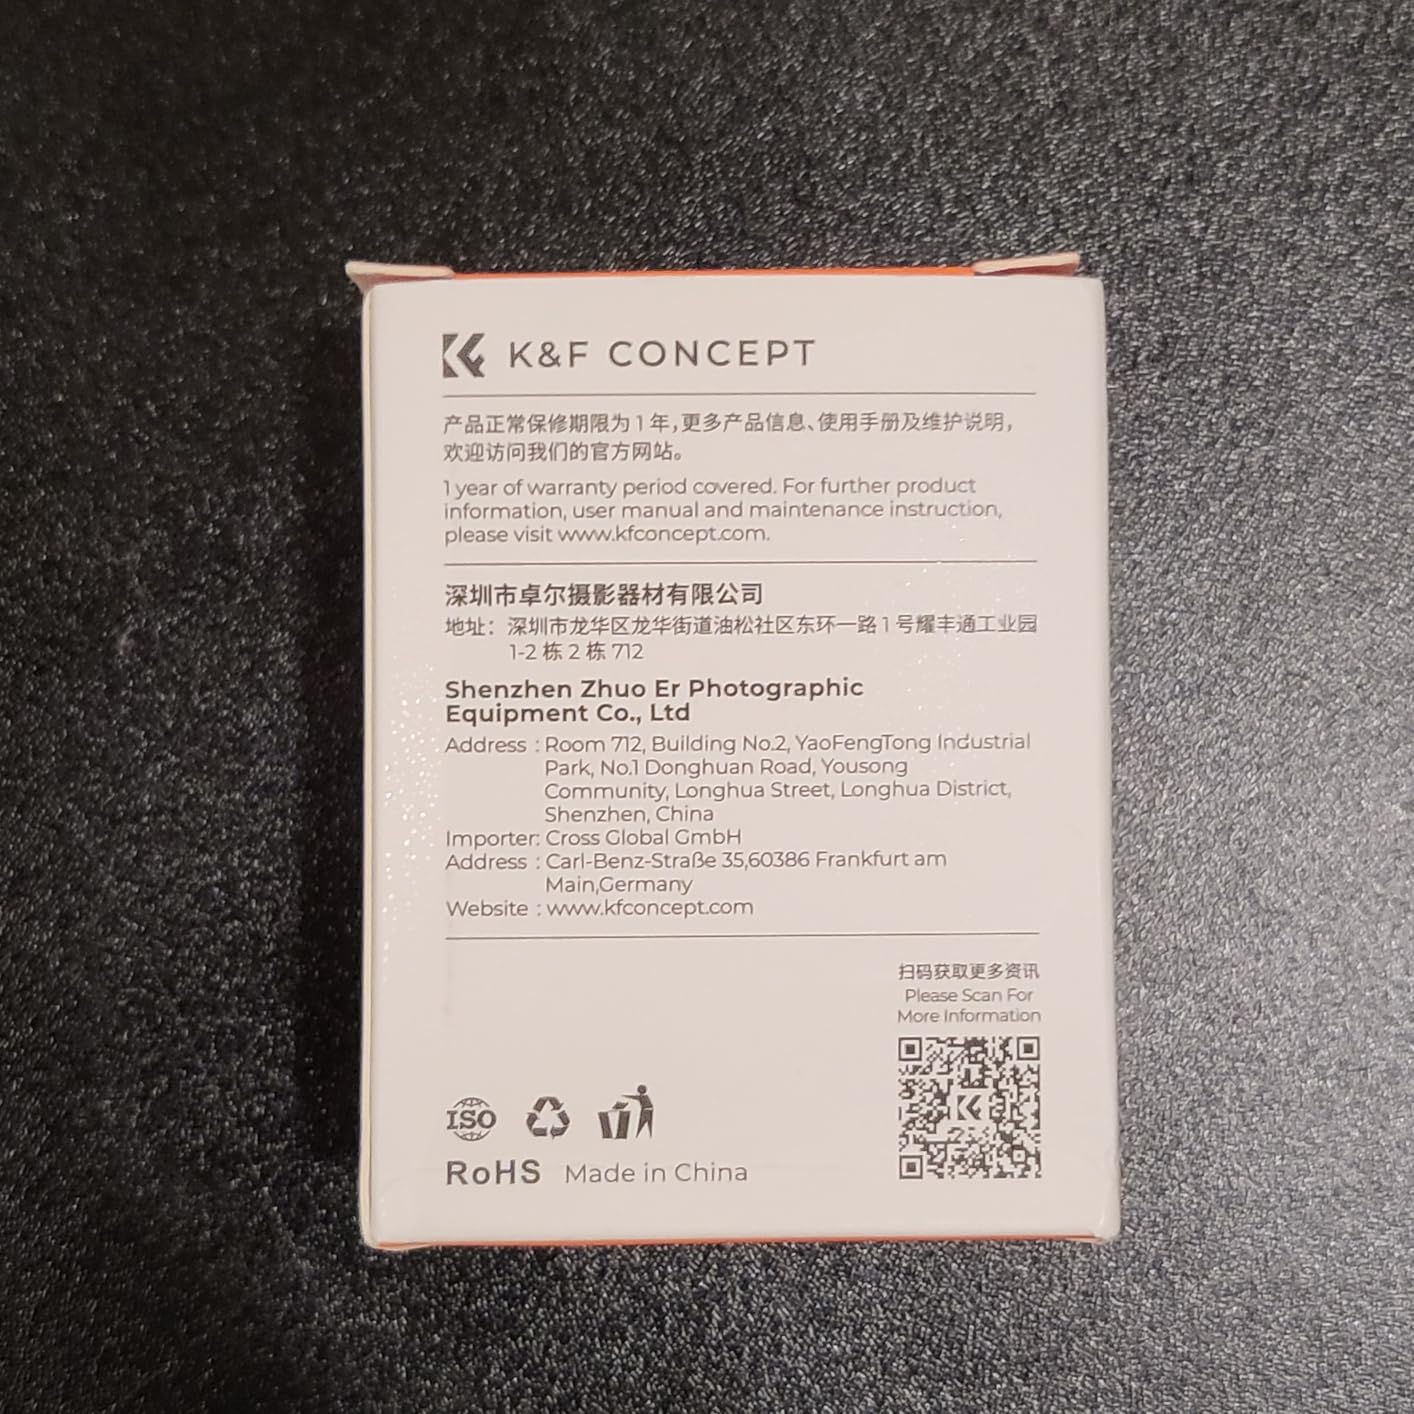 K&F CONCEPT
产品正常保修期限为1年,更多产品信息、使用手册及维护说明,
欢迎访问我们的官方网站。
1 year of warranty period covered. For further product
information, user manual and maintenance instruction,
please visit www.kfconcept.com.
深圳市卓尔摄影器材有限公司
地址：深圳市龙华区龙华街道油松社区东环一路1号耀丰通工业园
1-2 栋 2 栋 712
Shenzhen Zhuo Er Photographic
Equipment Co., Ltd
Address : Room 712, Building No.2, YaoFengTong Industrial
Park, No.1 Donghuan Road, Yousong
Community, Longhua Street, Longhua District,
Shenzhen, China
Importer: Cross Global GmbH
Address : Carl-Benz-Straße 35,60386 Frankfurt am
Main,Germany
Website : www.kfconcept.com
扫码获取更多资讯
Please Scan For
More Information
ISO
RoHS Made in China